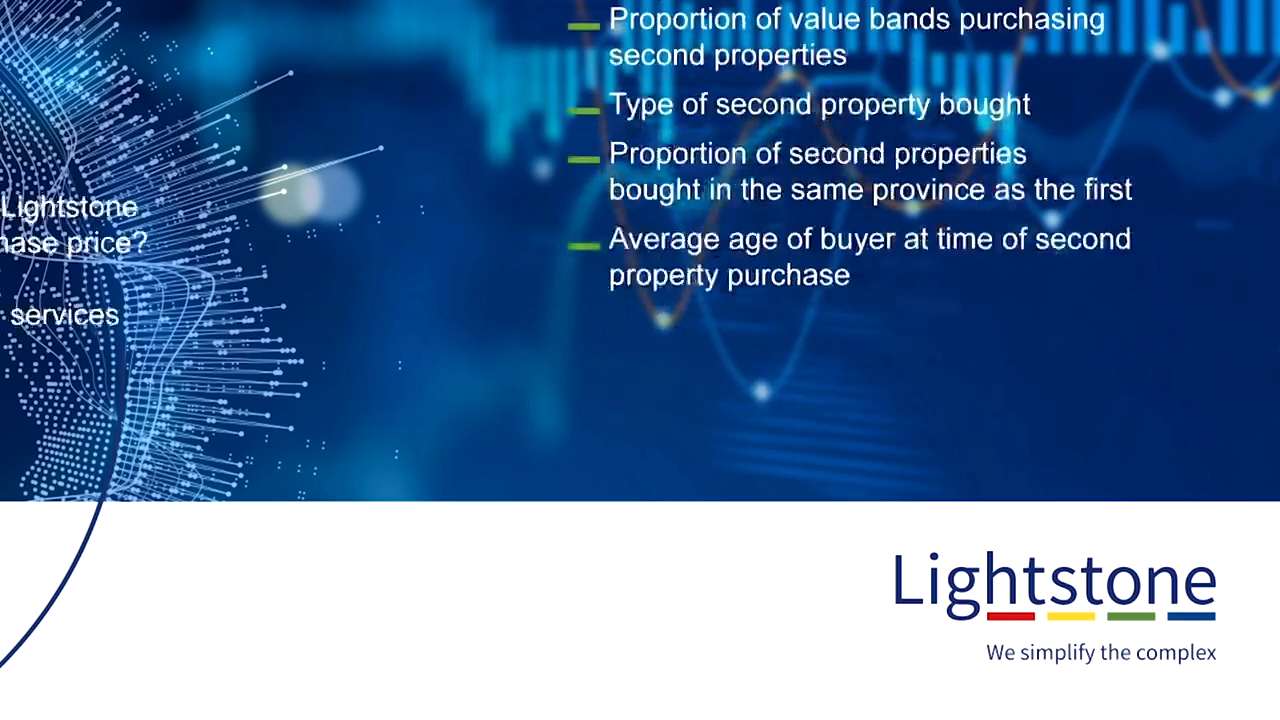 Proportion of value bands purchasing
second properties
Type of second property bought
Proportion of second properties
bought in the same province as the first
Average age of buyer at time of second
property purchase
Lightstone
price?
services
Lightstone
We simplify the complex